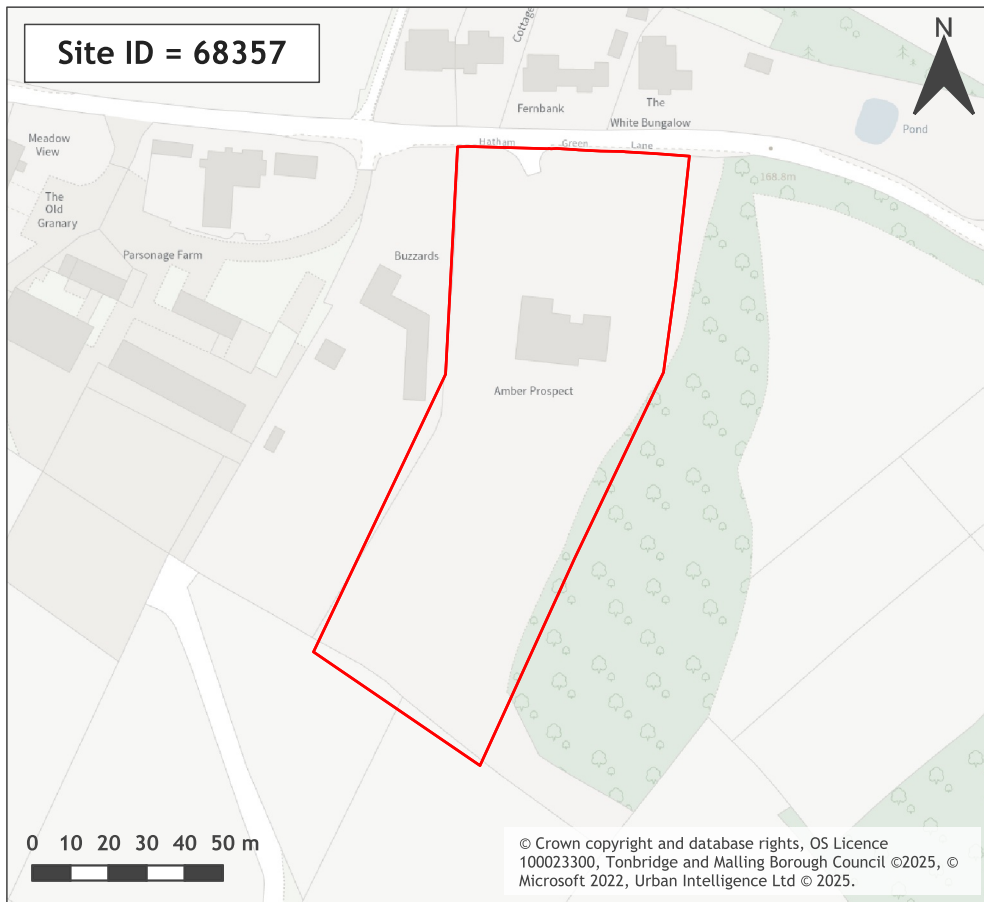 Site ID = 68357
N
Cottage
Fernbank
The
White Bungalow
Pond
Meadow
View
Hatham Green Lane
168.8m
The
Old
Granary
Parsonage Farm
Buzzards
Amber Prospect
0 10 20 30 40 50 m
© Crown copyright and database rights, OS Licence
100023300, Tonbridge and Malling Borough Council ©2025, ©
Microsoft 2022, Urban Intelligence Ltd © 2025.